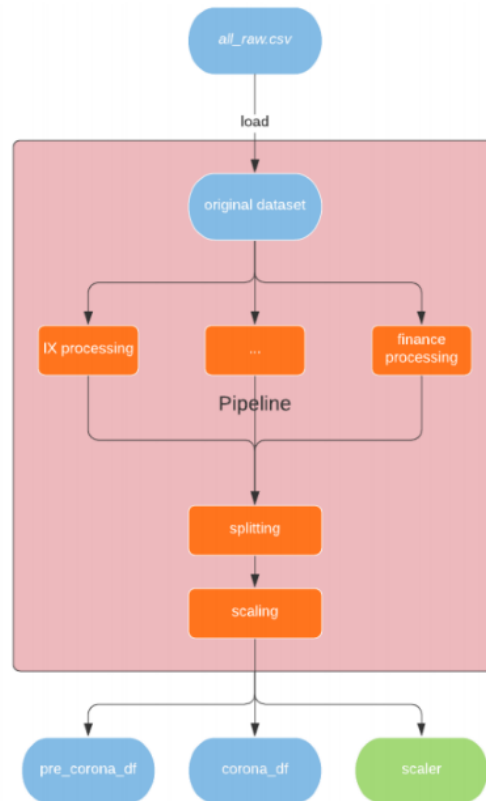 all_raw.csv
load
original dataset
IX processing
...
finance
processing
Pipeline
splitting
scaling
pre_corona_df
corona_df
scaler